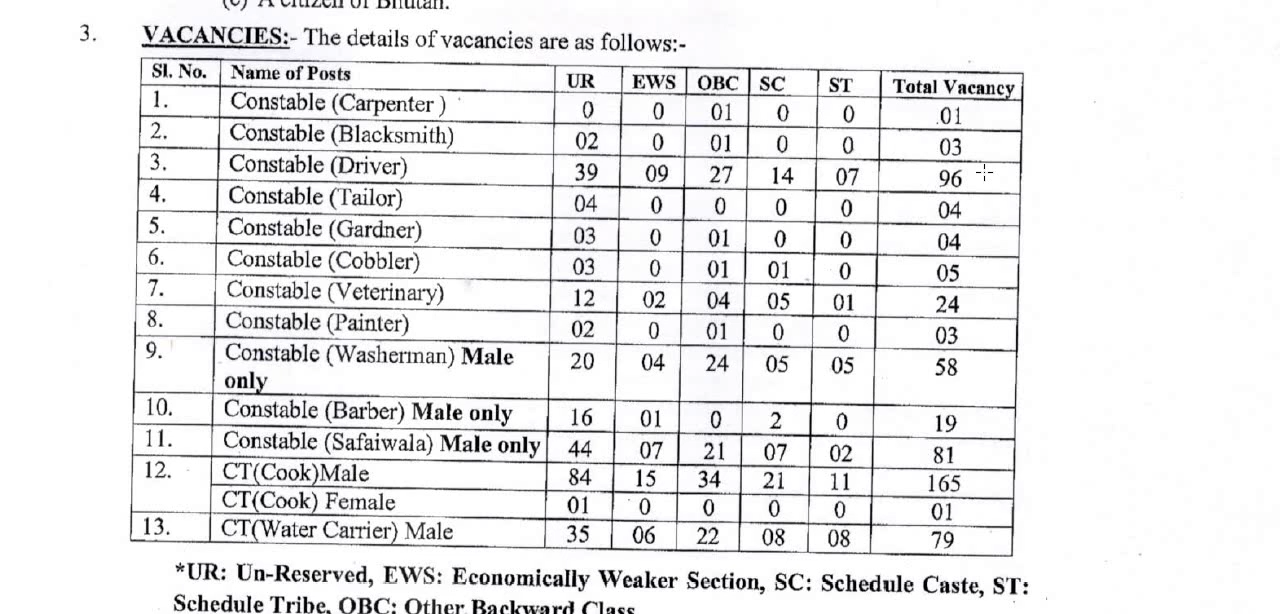 (c) A citizen of Bhutan.
3. VACANCIES:- The details of vacancies are as follows:-
Sl. No. Name of Posts UR EWS OBC SC ST Total Vacancy
1. Constable (Carpenter ) 0 0 01 0 0 01
2. Constable (Blacksmith) 02 0 01 0 0 03
3. Constable (Driver) 39 09 27 14 07 96
4. Constable (Tailor) 04 0 0 0 0 04
5. Constable (Gardner) 03 0 01 0 0 04
6. Constable (Cobbler) 03 0 01 01 0 05
7. Constable (Veterinary) 12 02 04 05 01 24
8. Constable (Painter) 02 0 01 0 0 03
9. Constable (Washerman) Male 20 04 24 05 05 58
only
10. Constable (Barber) Male only 16 01 0 2 0 19
11. Constable (Safaiwala) Male only 44 07 21 07 02 81
12. CT(Cook)Male 84 15 34 21 11 165
CT(Cook) Female 01 0 0 0 0 01
13. CT(Water Carrier) Male 35 06 22 08 08 79
*UR: Un-Reserved, EWS: Economically Weaker Section, SC: Schedule Caste, ST:
Schedule Tribe, OBC: Other Backward Class